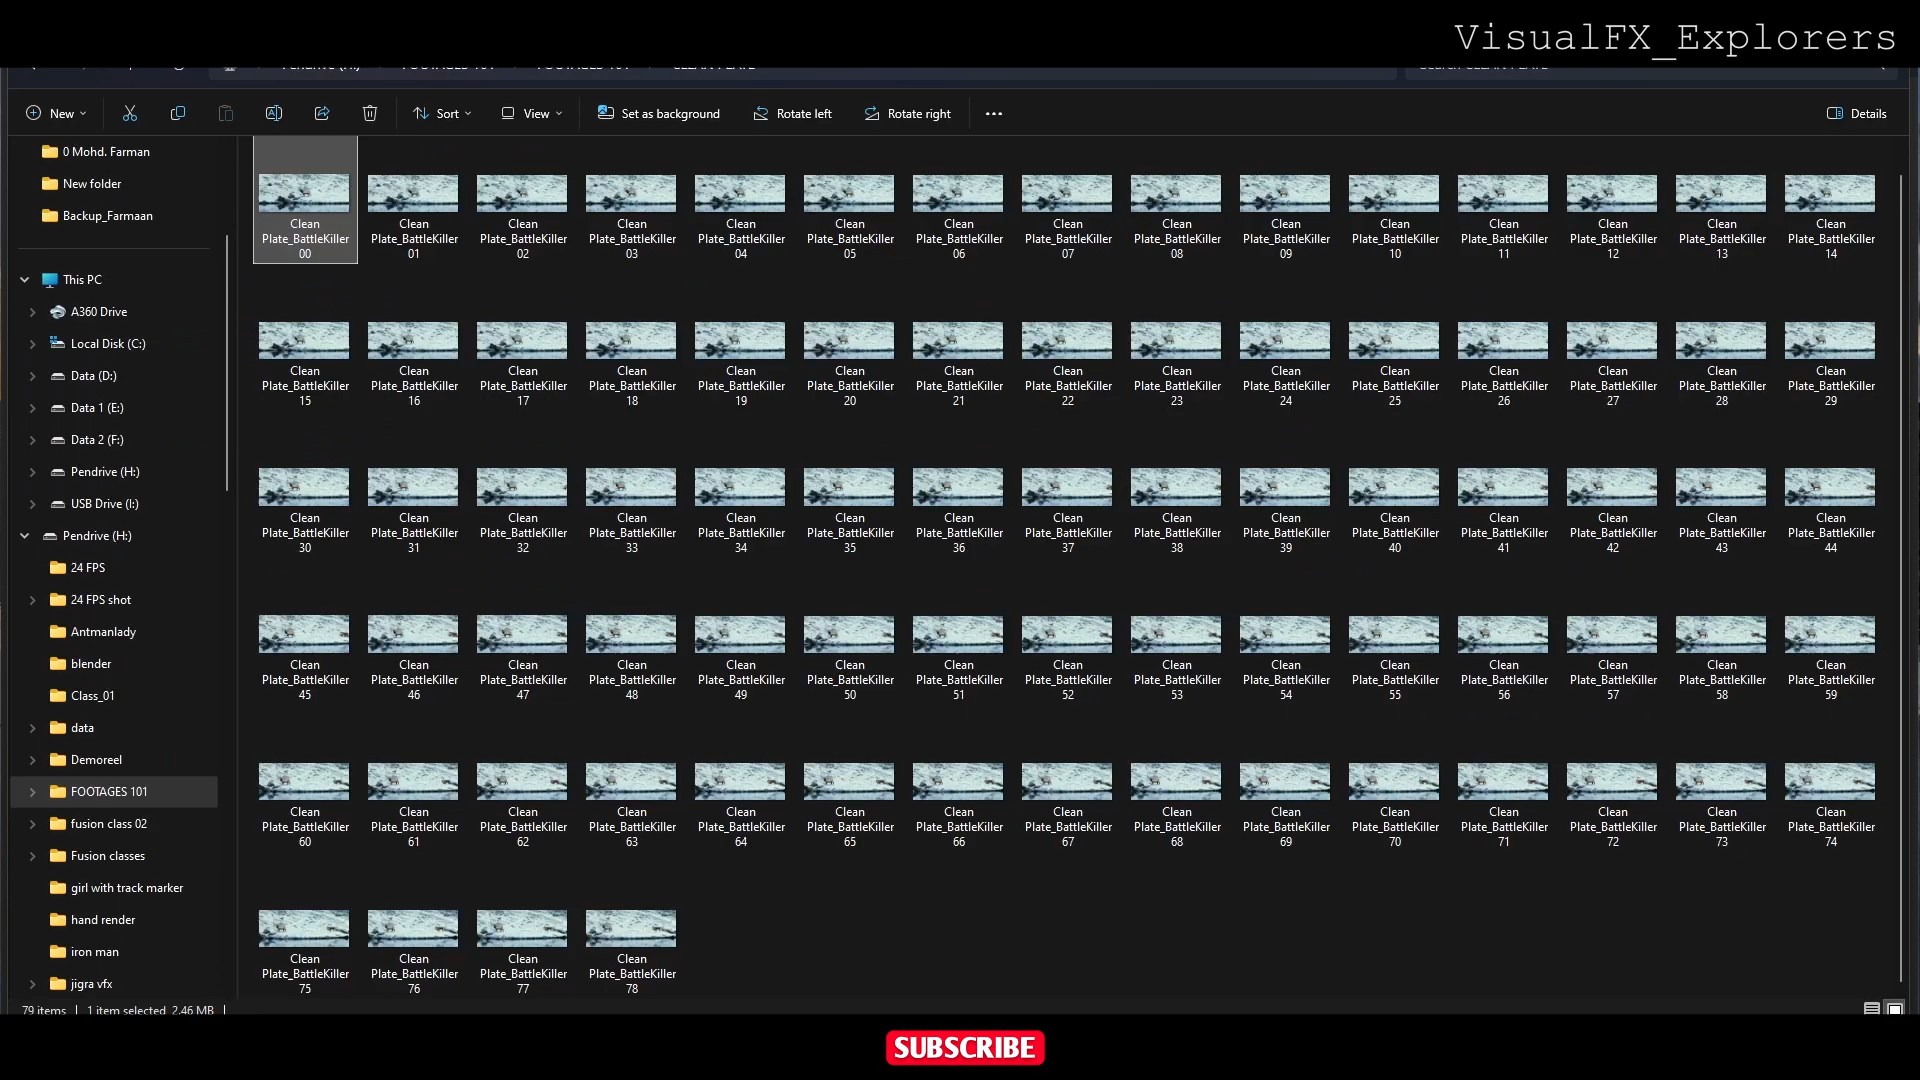 VisualFX_Explorers
New Sort View Set as background Rotate left Rotate right Details
0 Mohd. Farman
New folder
Backup_Farmaan
This PC
A360 Drive
Local Disk (C:)
Data (D:)
Data 1 (E:)
Data 2 (F:)
Pendrive (H:)
USB Drive (I:)
Pendrive (H:)
24 FPS
24 FPS shot
Antmanlady
blender
Class_01
data
Demoreel
FOOTAGES 101
fusion class 02
Fusion classes
girl with track marker
hand render
iron man
jigra vfx
Clean Clean Clean Clean Clean Clean Clean Clean Clean Clean Clean Clean Clean Clean Clean
Plate_BattleKiller Plate_BattleKiller Plate_BattleKiller Plate_BattleKiller Plate_BattleKiller Plate_BattleKiller Plate_BattleKiller Plate_BattleKiller Plate_BattleKiller Plate_BattleKiller Plate_BattleKiller Plate_BattleKiller Plate_BattleKiller Plate_BattleKiller Plate_BattleKiller
00 01 02 03 04 05 06 07 08 09 10 11 12 13 14
Clean Clean Clean Clean Clean Clean Clean Clean Clean Clean Clean Clean Clean Clean Clean
Plate_BattleKiller Plate_BattleKiller Plate_BattleKiller Plate_BattleKiller Plate_BattleKiller Plate_BattleKiller Plate_BattleKiller Plate_BattleKiller Plate_BattleKiller Plate_BattleKiller Plate_BattleKiller Plate_BattleKiller Plate_BattleKiller Plate_BattleKiller Plate_BattleKiller
15 16 17 18 19 20 21 22 23 24 25 26 27 28 29
Clean Clean Clean Clean Clean Clean Clean Clean Clean Clean Clean Clean Clean Clean Clean
Plate_BattleKiller Plate_BattleKiller Plate_BattleKiller Plate_BattleKiller Plate_BattleKiller Plate_BattleKiller Plate_BattleKiller Plate_BattleKiller Plate_BattleKiller Plate_BattleKiller Plate_BattleKiller Plate_BattleKiller Plate_BattleKiller Plate_BattleKiller Plate_BattleKiller
30 31 32 33 34 35 36 37 38 39 40 41 42 43 44
Clean Clean Clean Clean Clean Clean Clean Clean Clean Clean Clean Clean Clean Clean Clean
Plate_BattleKiller Plate_BattleKiller Plate_BattleKiller Plate_BattleKiller Plate_BattleKiller Plate_BattleKiller Plate_BattleKiller Plate_BattleKiller Plate_BattleKiller Plate_BattleKiller Plate_BattleKiller Plate_BattleKiller Plate_BattleKiller Plate_BattleKiller Plate_BattleKiller
45 46 47 48 49 50 51 52 53 54 55 56 57 58 59
Clean Clean Clean Clean Clean Clean Clean Clean Clean Clean Clean Clean Clean Clean Clean
Plate_BattleKiller Plate_BattleKiller Plate_BattleKiller Plate_BattleKiller Plate_BattleKiller Plate_BattleKiller Plate_BattleKiller Plate_BattleKiller Plate_BattleKiller Plate_BattleKiller Plate_BattleKiller Plate_BattleKiller Plate_BattleKiller Plate_BattleKiller Plate_BattleKiller
60 61 62 63 64 65 66 67 68 69 70 71 72 73 74
Clean Clean Clean Clean
Plate_BattleKiller Plate_BattleKiller Plate_BattleKiller Plate_BattleKiller
75 76 77 78
79 items 1 item selected 2.46 MB
SUBSCRIBE